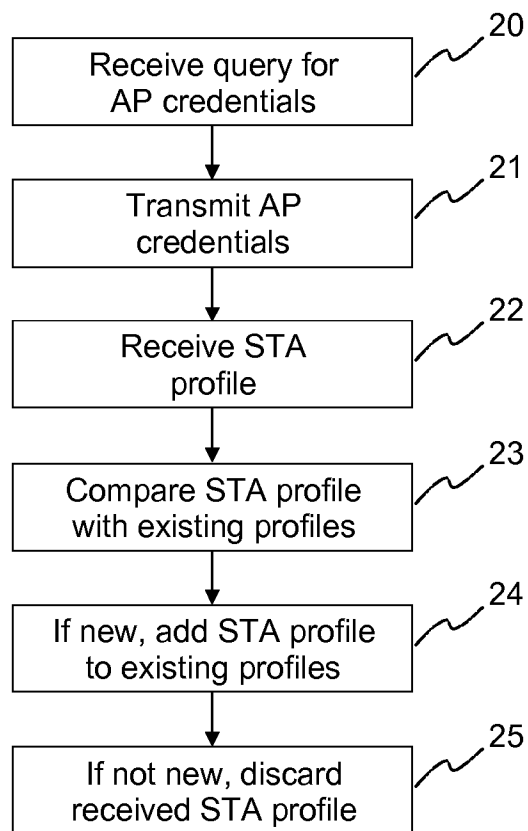 20
Receive query for
AP credentials
21
Transmit AP
credentials
22
Receive STA
profile
23
Compare STA profile
with existing profiles
24
If new, add STA profile
to existing profiles
25
If not new, discard
received STA profile